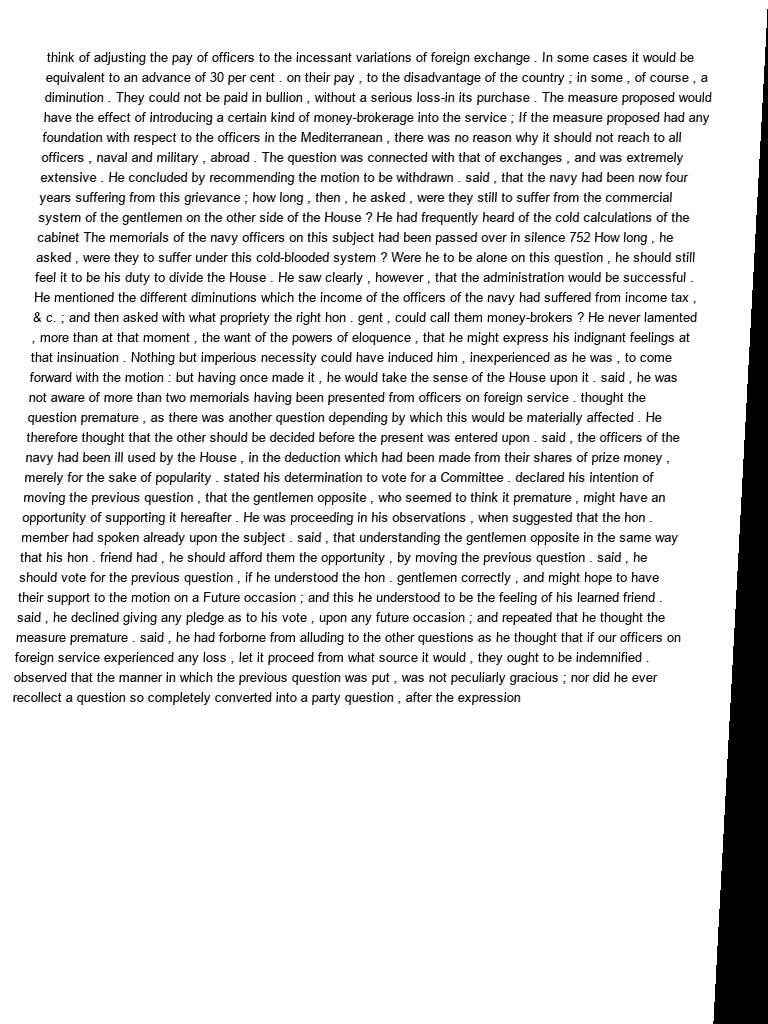 think of adjusting the pay of officers to the incessant variations of foreign exchange . In some cases it would be
equivalent to an advance of 30 per cent . on their pay , to the disadvantage of the country ; in some , of course , a
diminution . They could not be paid in bullion , without a serious loss-in its purchase . The measure proposed would
have the effect of introducing a certain kind of money-brokerage into the service ; If the measure proposed had any
foundation with respect to the officers in the Mediterranean , there was no reason why it should not reach to all
officers , naval and military , abroad . The question was connected with that of exchanges , and was extremely
extensive . He concluded by recommending the motion to be withdrawn . said , that the navy had been now four
years suffering from this grievance ; how long , then , he asked , were they still to suffer from the commercial
system of the gentlemen on the other side of the House ? He had frequently heard of the cold calculations of the
cabinet The memorials of the navy officers on this subject had been passed over in silence 752 How long , he
asked , were they to suffer under this cold-blooded system ? Were he to be alone on this question , he should still
feel it to be his duty to divide the House . He saw clearly , however , that the administration would be successful .
He mentioned the different diminutions which the income of the officers of the navy had suffered from income tax ,
& c. ; and then asked with what propriety the right hon . gent , could call them money-brokers ? He never lamented
, more than at that moment , the want of the powers of eloquence , that he might express his indignant feelings at
that insinuation . Nothing but imperious necessity could have induced him , inexperienced as he was , to come
forward with the motion : but having once made it , he would take the sense of the House upon it . said , he was
not aware of more than two memorials having been presented from officers on foreign service . thought the
question premature , as there was another question depending by which this would be materially affected . He
therefore thought that the other should be decided before the present was entered upon . said , the officers of the
navy had been ill used by the House , in the deduction which had been made from their shares of prize money ,
merely for the sake of popularity . stated his determination to vote for a Committee . declared his intention of
moving the previous question , that the gentlemen opposite , who seemed to think it premature , might have an
opportunity of supporting it hereafter . He was proceeding in his observations , when suggested that the hon .
member had spoken already upon the subject . said , that understanding the gentlemen opposite in the same way
that his hon . friend had , he should afford them the opportunity , by moving the previous question . said , he
should vote for the previous question , if he understood the hon . gentlemen correctly , and might hope to have
their support to the motion on a Future occasion ; and this he understood to be the feeling of his learned friend .
said , he declined giving any pledge as to his vote , upon any future occasion ; and repeated that he thought the
measure premature . said , he had forborne from alluding to the other questions as he thought that if our officers on
foreign service experienced any loss , let it proceed from what source it would , they ought to be indemnified .
observed that the manner in which the previous question was put , was not peculiarly gracious ; nor did he ever
recollect a question so completely converted into a party question , after the expression